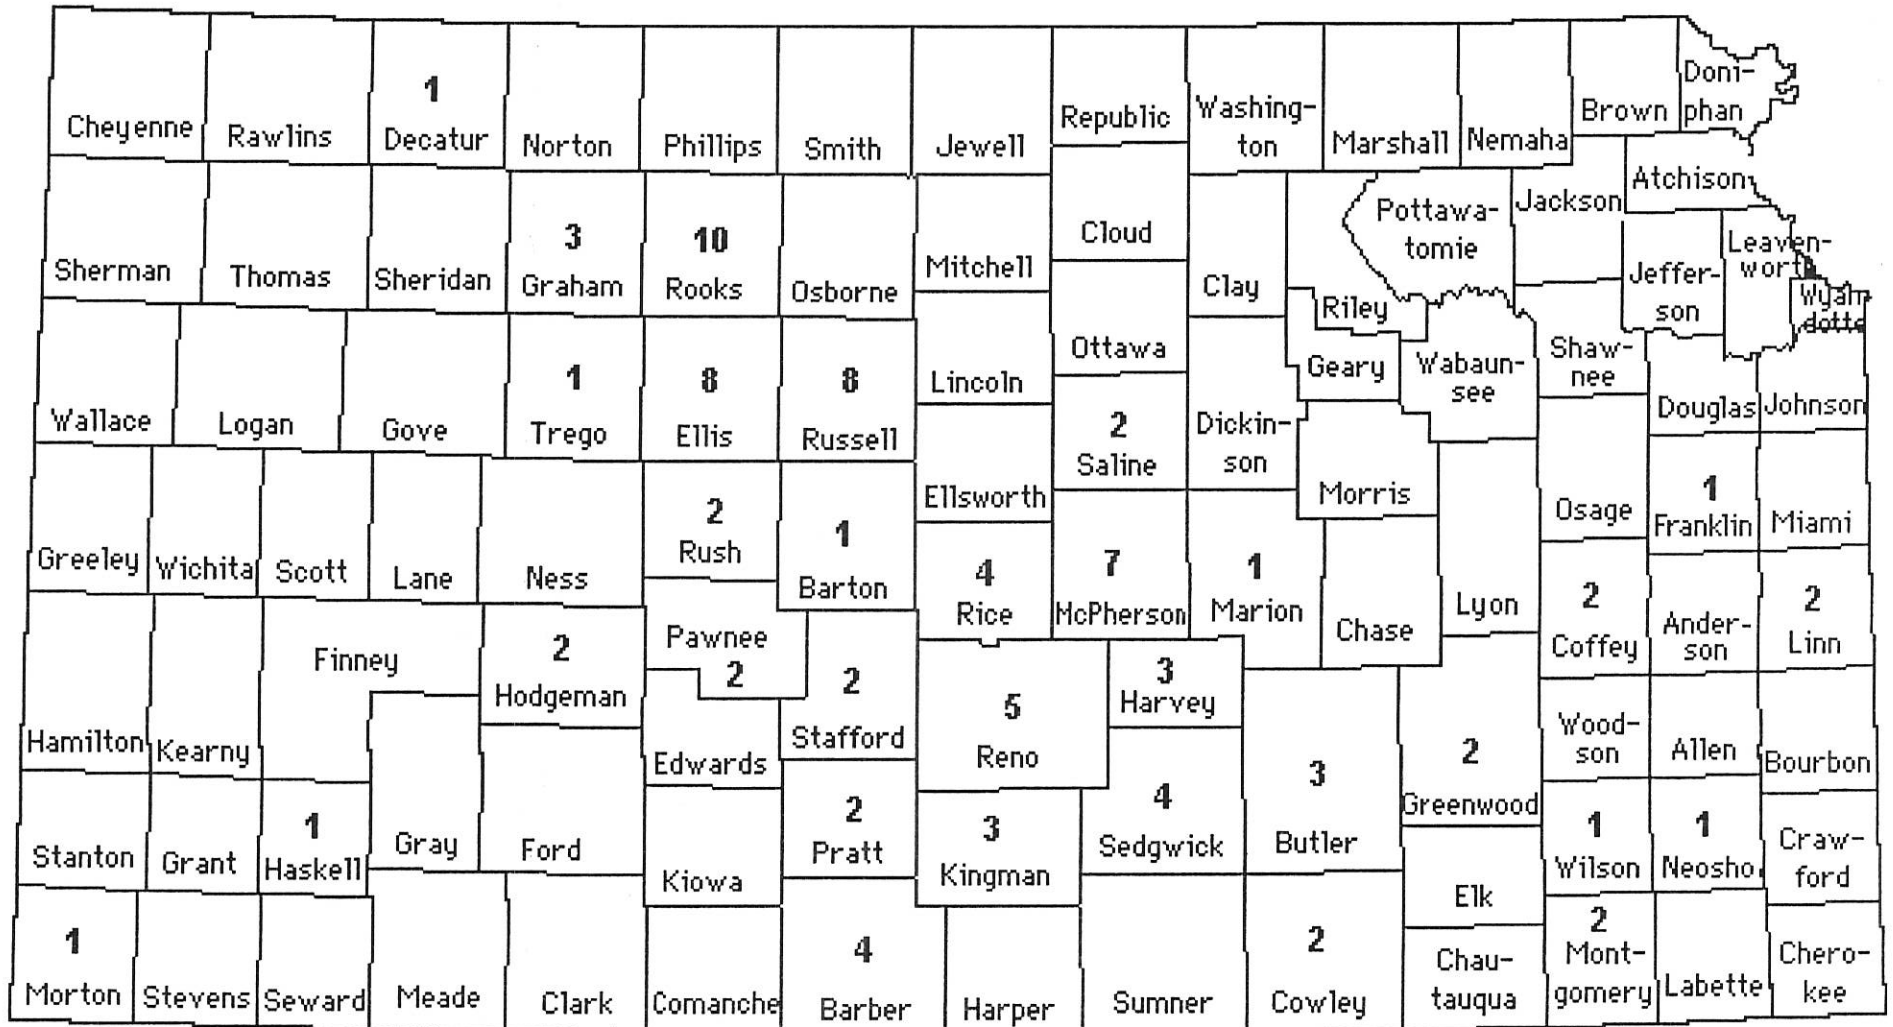 1
Cheyenne
Rawlins
Decatur
Norton
Phillips
Smith
Jewell
Republic
Washing-
ton
Marshall
Nemaha
Brown
Doni-
phan
Sherman
Thomas
Sheridan
3
Graham
10
Rooks
Osborne
Mitchell
Cloud
Clay
Riley
Pottawa-
tomie
Jackson
Atchison
Jeffer-
son
Leaven-
worth
Wyan
dotte
Wallace
Logan
Gove
1
Trego
8
Ellis
8
Russell
Lincoln
Ottawa
2
Saline
Dickin-
son
Geary
Wabaun-
see
Shaw-
nee
Douglas
Johnson
Morris
Greeley
Wichita
Scott
Lane
Ness
2
Rush
1
Barton
Ellsworth
4
Rice
7
McPherson
1
Marion
Chase
Lyon
Osage
1
Franklin
Miami
2
Coffey
Ander-
son
2
Linn
Hamilton
Kearny
Finney
2
Hodgeman
Pawnee
2
Edwards
2
Stafford
5
Reno
3
Harvey
4
Sedgwick
3
Butler
2
Greenwood
Wood-
son
Allen
Bourbon
Stanton
Grant
1
Haskell
Gray
Ford
Kiowa
2
Pratt
3
Kingman
Elk
1
Wilson
1
Neosho
Craw-
ford
1
Morton
Stevens
Seward
Meade
Clark
Comanche
4
Barber
Harper
Sumner
2
Cowley
Chau-
tauqua
2
Mont-
gomery
Labette
Chero-
kee